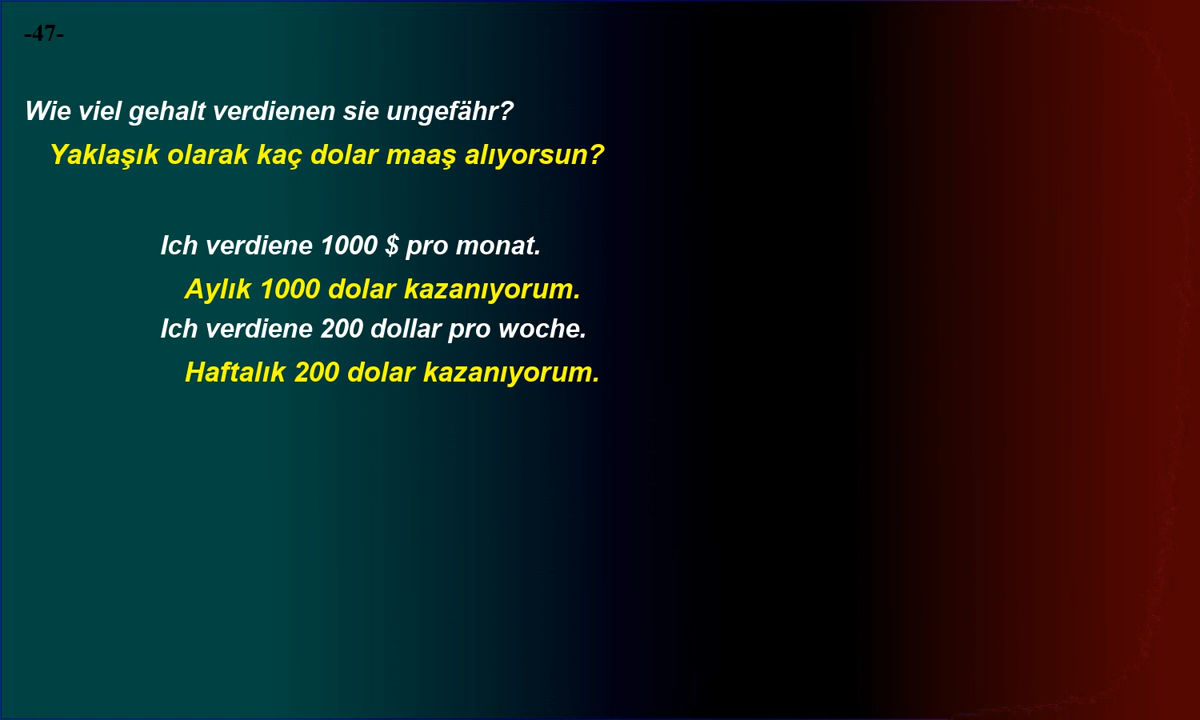 -47-
Wie viel gehalt verdienen sie ungefähr?
Yaklaşık olarak kaç dolar maaş alıyorsun?
Ich verdiene 1000 $ pro monat.
Aylık 1000 dolar kazanıyorum.
Ich verdiene 200 dollar pro woche.
Haftalık 200 dolar kazanıyorum.